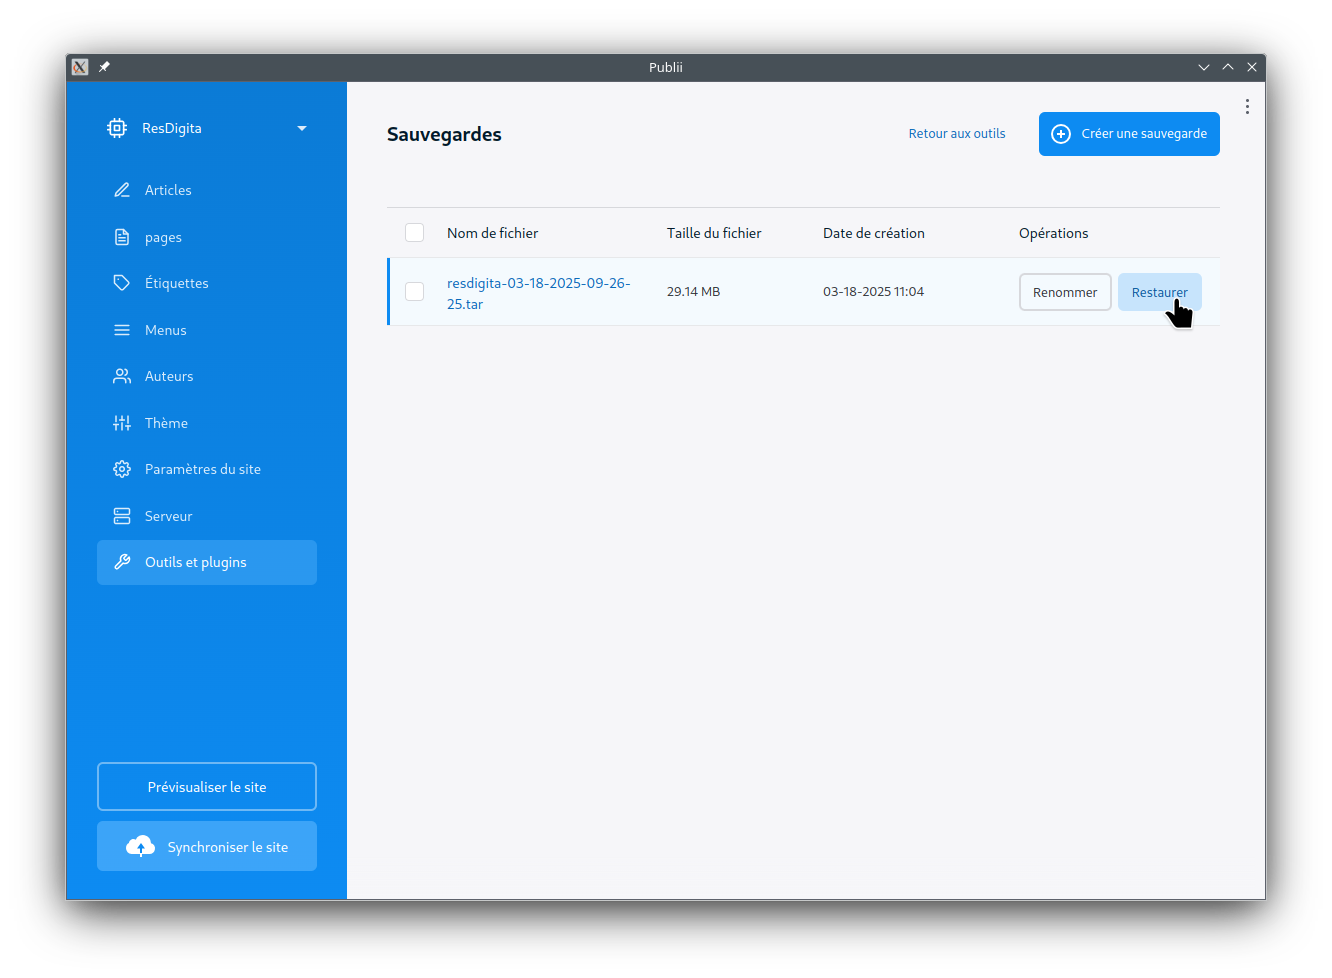 Publii
ResDigita
Articles
pages
Étiquettes
Menus
Auteurs
Thème
Paramètres du site
Serveur
Outils et plugins
Prévisualiser le site
Synchroniser le site
Sauvegardes
Retour aux outils
Créer une sauvegarde
Nom de fichier Taille du fichier Date de création Opérations
resdigita-03-18-2025-09-26-
25.tar
29.14 MB
03-18-2025 11:04
Renommer
Restaurer